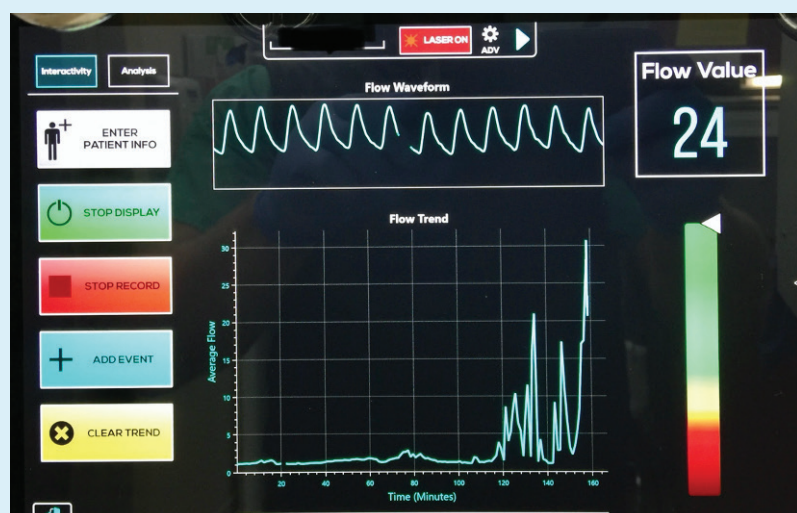 LASER ON
ADV
Interactivity
Analysis
Flow Value
24
Flow Waveform
ENTER
PATIENT INFO
STOP DISPLAY
STOP RECORD
ADD EVENT
CLEAR TREND
Flow Trend
Average Flow
30
25
20
15
10
5
0
20
40
60
80
100
120
140
160
Time (Minutes)